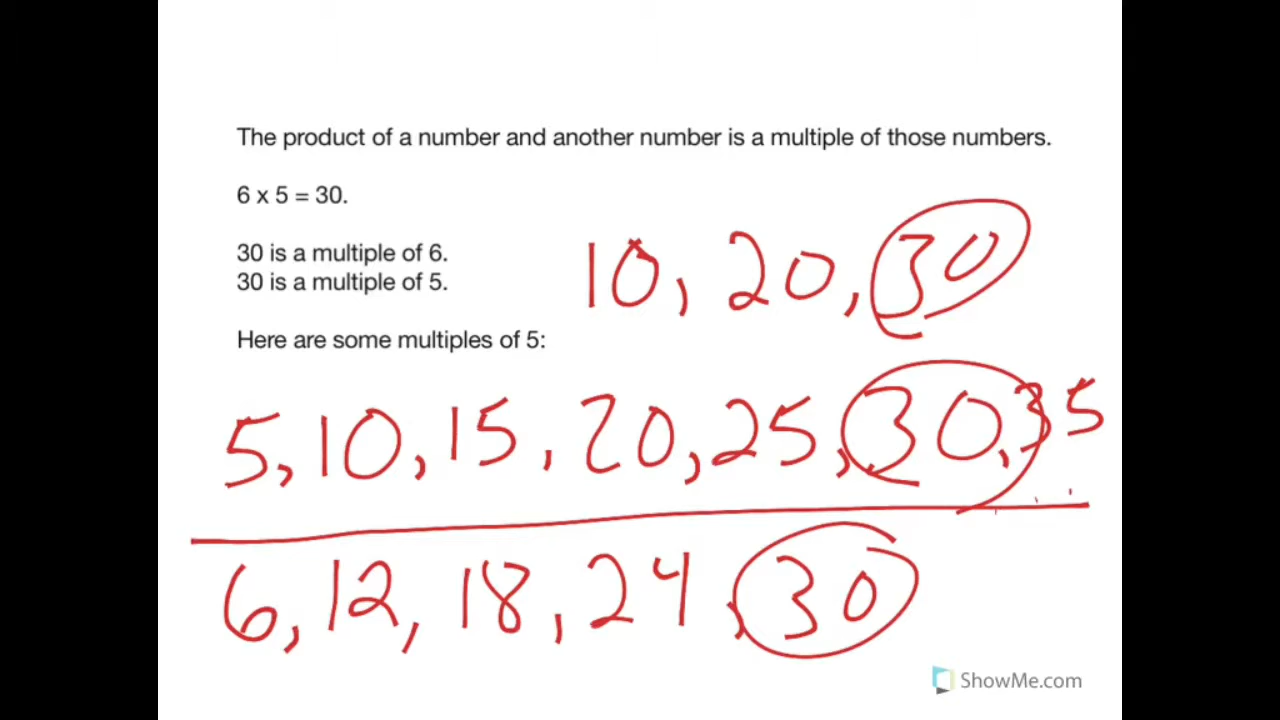 The product of a number and another number is a multiple of those numbers.
6 x 5 = 30.
30 is a multiple of 6.
30 is a multiple of 5.
10, 20, 30
Here are some multiples of 5:
5, 10, 15, 20, 25, 30, 35 ...
6, 12, 18, 24, 30
ShowMe.com